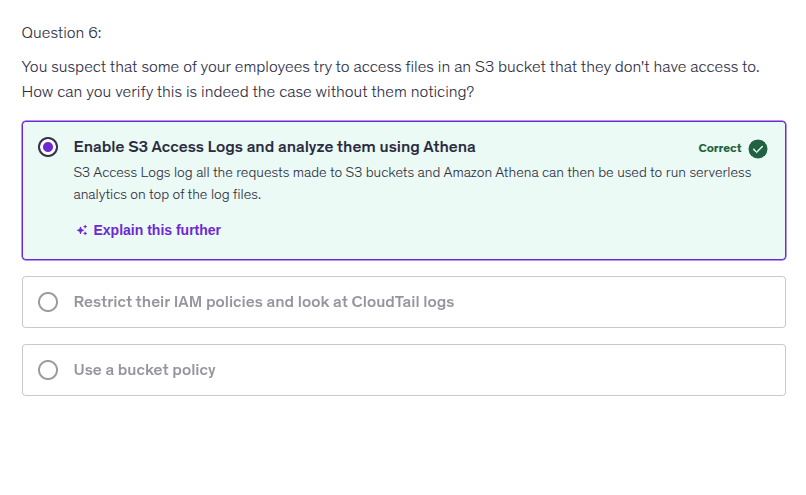 Question 6:
You suspect that some of your employees try to access files in an S3 bucket that they don't have access to.
How can you verify this is indeed the case without them noticing?
Enable S3 Access Logs and analyze them using Athena
Correct
S3 Access Logs log all the requests made to S3 buckets and Amazon Athena can then be used to run serverless
analytics on top of the log files.
Explain this further
Restrict their IAM policies and look at CloudTail logs
Use a bucket policy